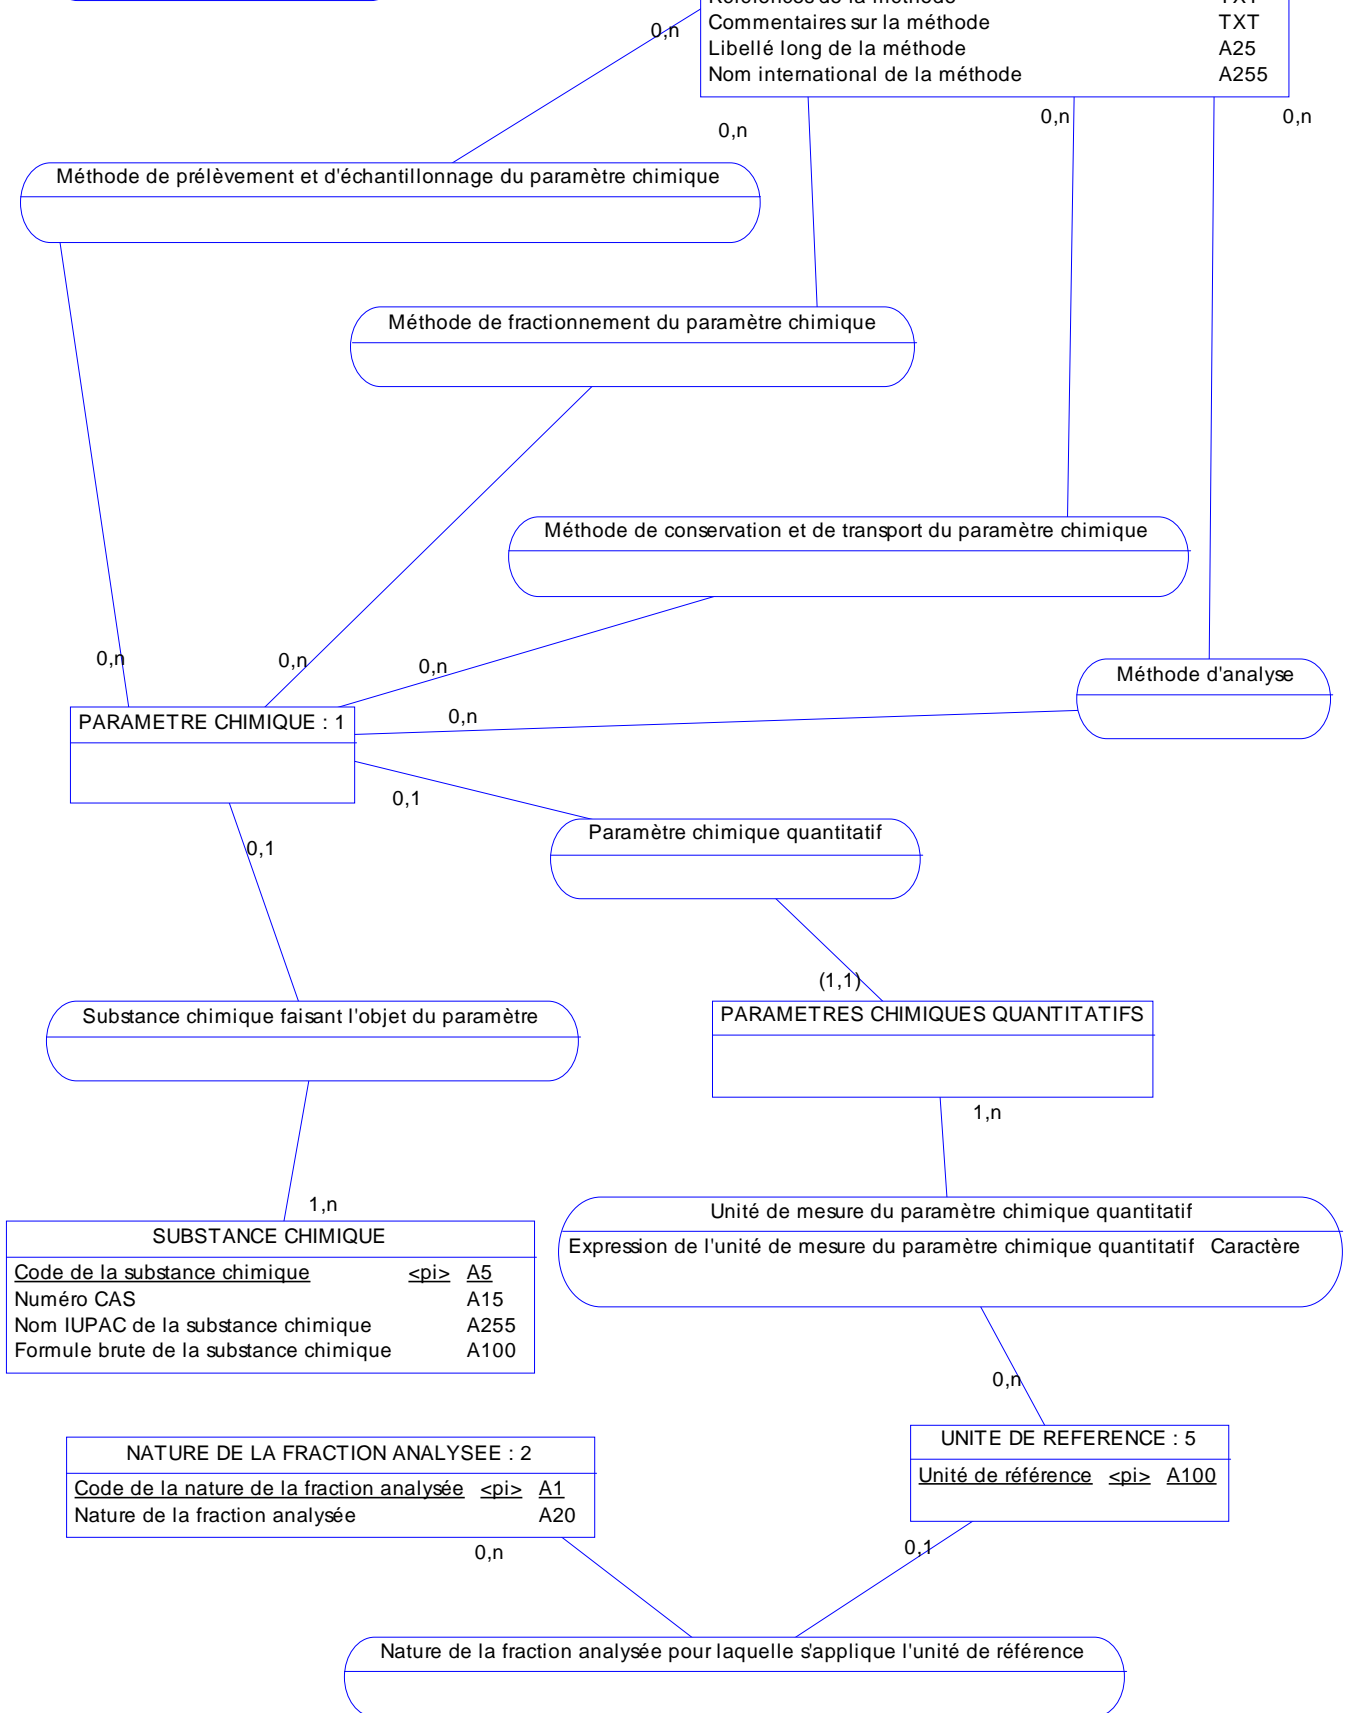 Références de la méthode TXT
Commentaires sur la méthode TXT
Libellé long de la méthode A25
Nom international de la méthode A255
0,n
0,n
0,n
0,n
Méthode de prélèvement et d'échantillonnage du paramètre chimique
Méthode de fractionnement du paramètre chimique
Méthode de conservation et de transport du paramètre chimique
0,n
0,n
0,n
Méthode d'analyse
PARAMETRE CHIMIQUE : 1
0,n
0,1
Paramètre chimique quantitatif
0,1
(1,1)
Substance chimique faisant l'objet du paramètre
PARAMETRES CHIMIQUES QUANTITATIFS
1,n
1,n
Unité de mesure du paramètre chimique quantitatif
Expression de l'unité de mesure du paramètre chimique quantitatif Caractère
SUBSTANCE CHIMIQUE
Code de la substance chimique <pi> A5
Numéro CAS A15
Nom IUPAC de la substance chimique A255
Formule brute de la substance chimique A100
0,n
NATURE DE LA FRACTION ANALYSEE : 2
Code de la nature de la fraction analysée <pi> A1
Nature de la fraction analysée A20
UNITE DE REFERENCE : 5
Unité de référence <pi> A100
0,n
0,1
Nature de la fraction analysée pour laquelle s'applique l'unité de référence